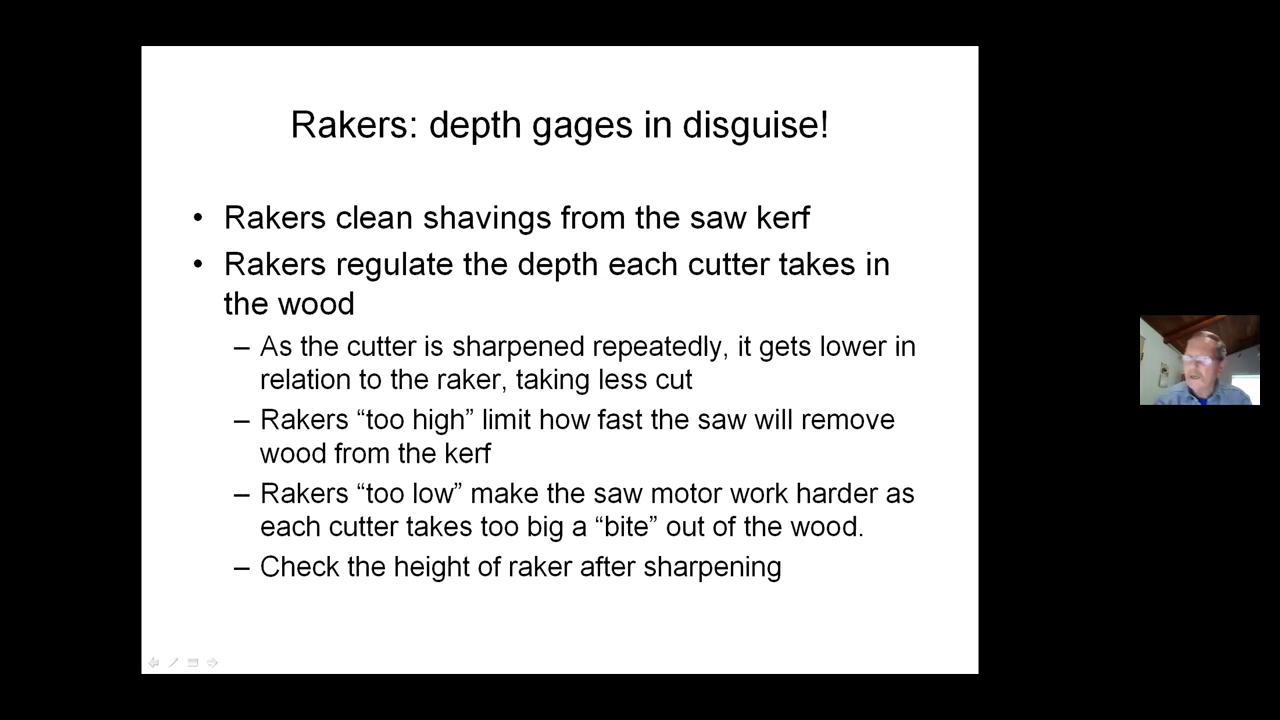 Rakers: depth gages in disguise!
• Rakers clean shavings from the saw kerf
• Rakers regulate the depth each cutter takes in
the wood
– As the cutter is sharpened repeatedly, it gets lower in
relation to the raker, taking less cut
– Rakers “too high” limit how fast the saw will remove
wood from the kerf
– Rakers “too low” make the saw motor work harder as
each cutter takes too big a “bite” out of the wood.
– Check the height of raker after sharpening